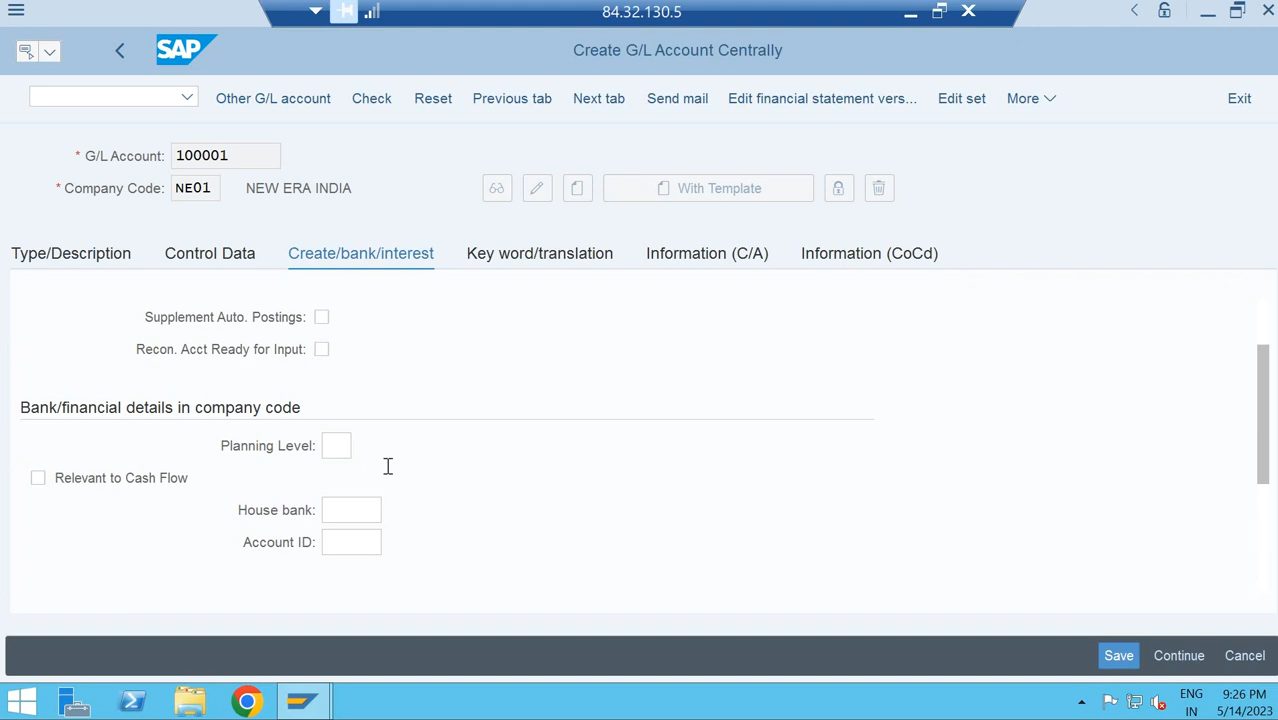 84.32.130.5
SAP
Create G/L Account Centrally
Other G/L account Check Reset Previous tab Next tab Send mail Edit financial statement vers... Edit set More Exit
* G/L Account: 100001
* Company Code: NE01 NEW ERA INDIA With Template
Type/Description Control Data Create/bank/interest Key word/translation Information (C/A) Information (CoCd)
Supplement Auto. Postings:
Recon. Acct Ready for Input:
Bank/financial details in company code
Planning Level:
Relevant to Cash Flow
House bank:
Account ID:
Save Continue Cancel
ENG 9:26 PM
IN 5/14/2023